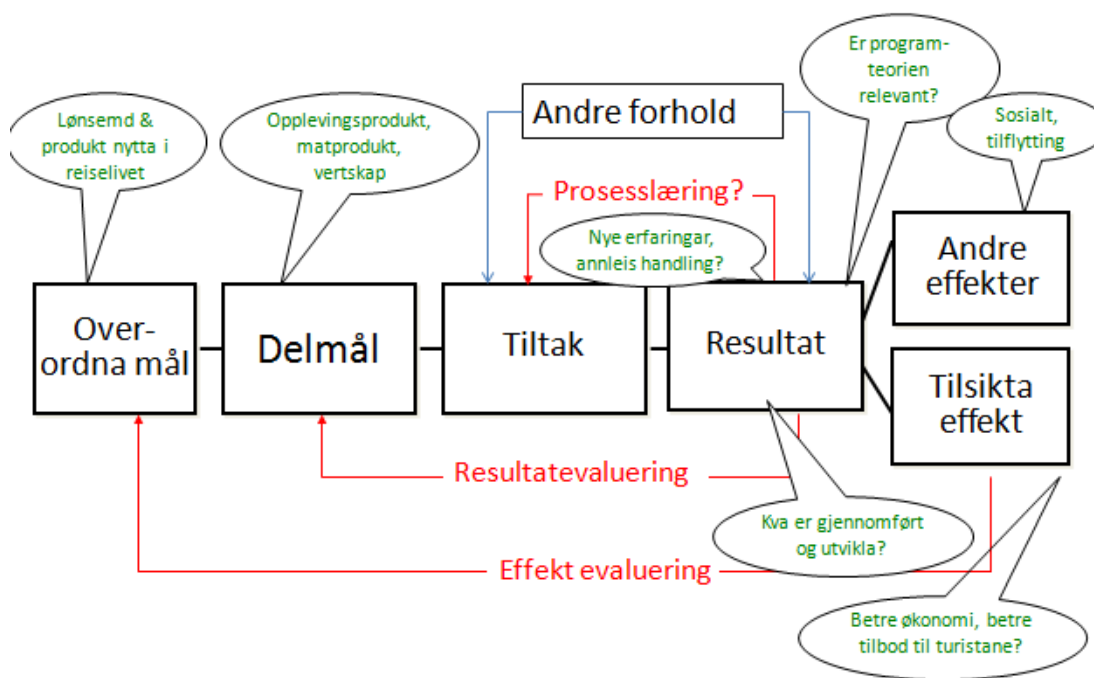 Er program-
teorien
relevant?
Lønsemd &
produkt nytta i
reiselivet
Opplevingsprodukt,
matprodukt,
vertskap
Andre forhold
Sosialt,
tilflytting
Prosesslæring?
Nye erfaringar,
annleis handling?
Over-
ordna mål
Delmål
Tiltak
Resultat
Andre
effekter
Tilsikta
effekt
Resultatevaluering
Kva er gjennomført
og utvikla?
Effekt evaluering
Betre økonomi, betre
tilbod til turistane?